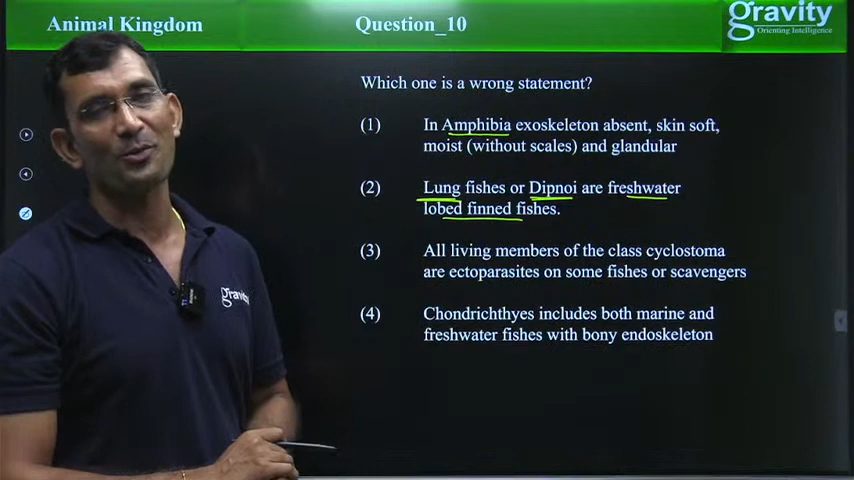 Animal Kingdom
Question_10
gravity
Orienting Intelligence
Which one is a wrong statement?
(1) In Amphibia exoskeleton absent, skin soft,
moist (without scales) and glandular
(2) Lung fishes or Dipnoi are freshwater
lobed finned fishes.
(3) All living members of the class cyclostoma
are ectoparasites on some fishes or scavengers
(4) Chondrichthyes includes both marine and
freshwater fishes with bony endoskeleton
gravity